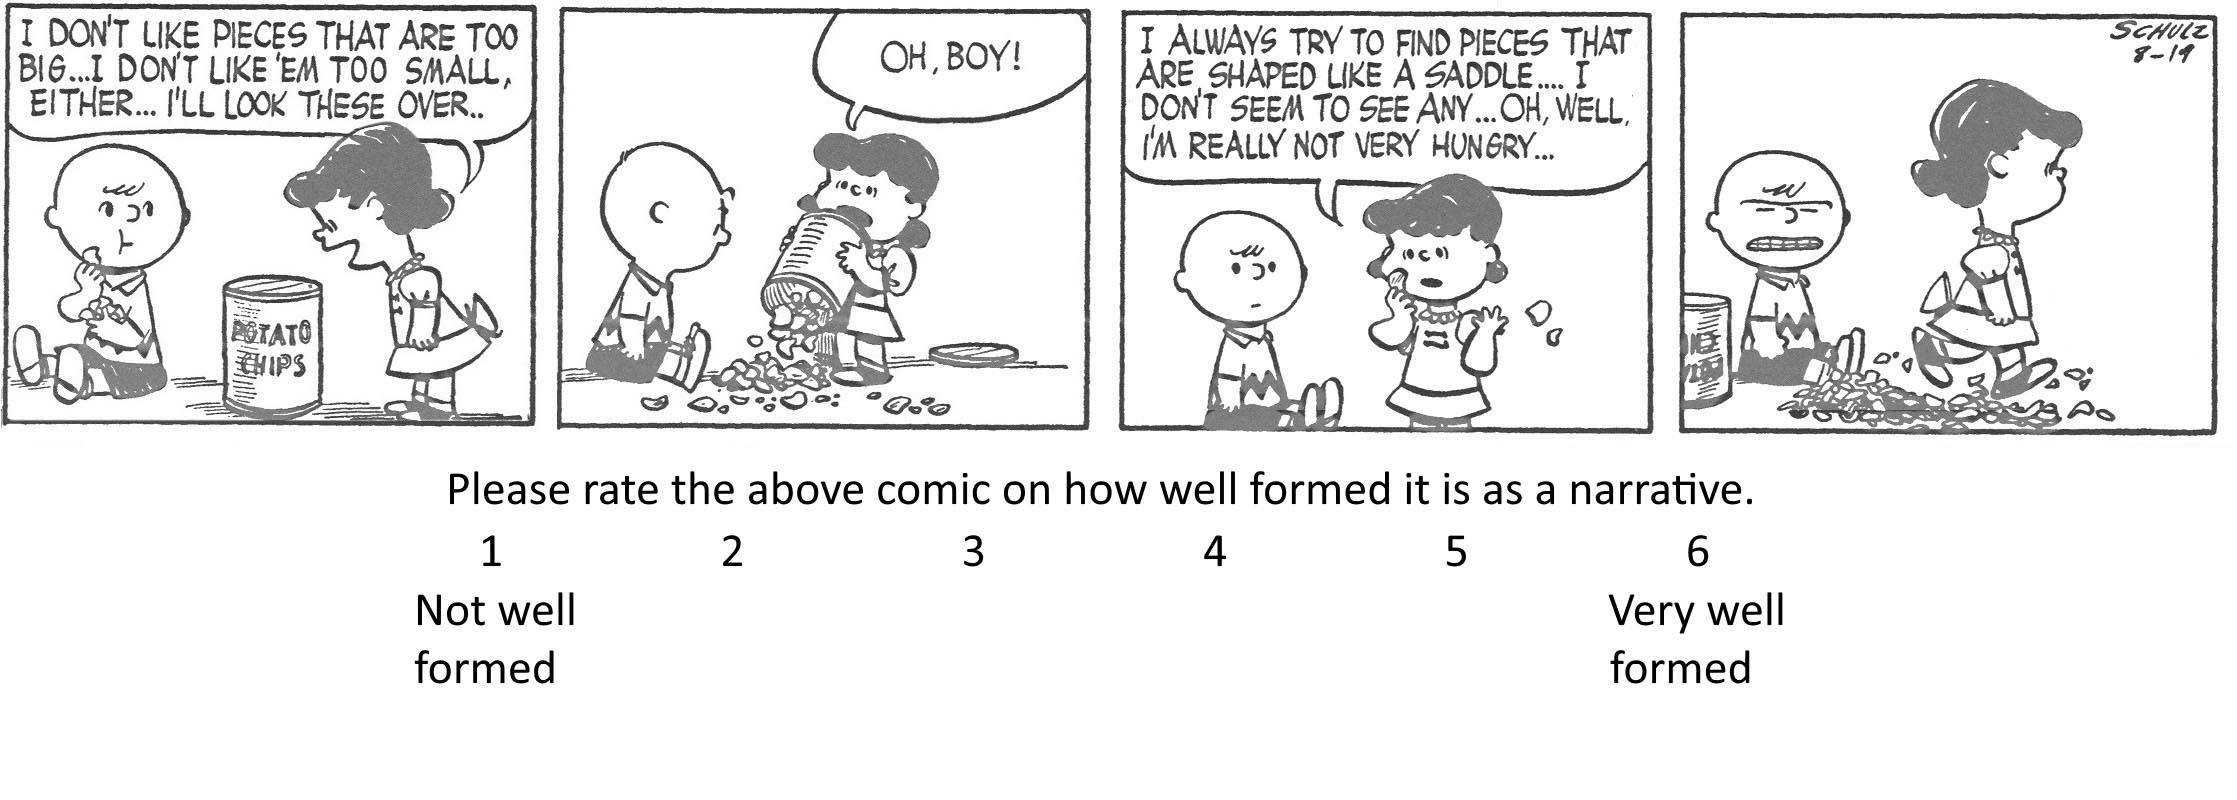 I DON'T LIKE PIECES THAT ARE TOO
BIG...I DON'T LIKE 'EM TOO SMALL,
EITHER... I'LL LOOK THESE OVER..
POTATO
CHIPS
OH, BOY!
I ALWAYS TRY TO FIND PIECES THAT
ARE SHAPED LIKE A SADDLE.... I
DON'T SEEM TO SEE ANY...OH, WELL,
I'M REALLY NOT VERY HUNGRY...
SCHULZ
8-19
Please rate the above comic on how well formed it is as a narrative.
1 2 3 4 5 6
Not well Very well
formed formed